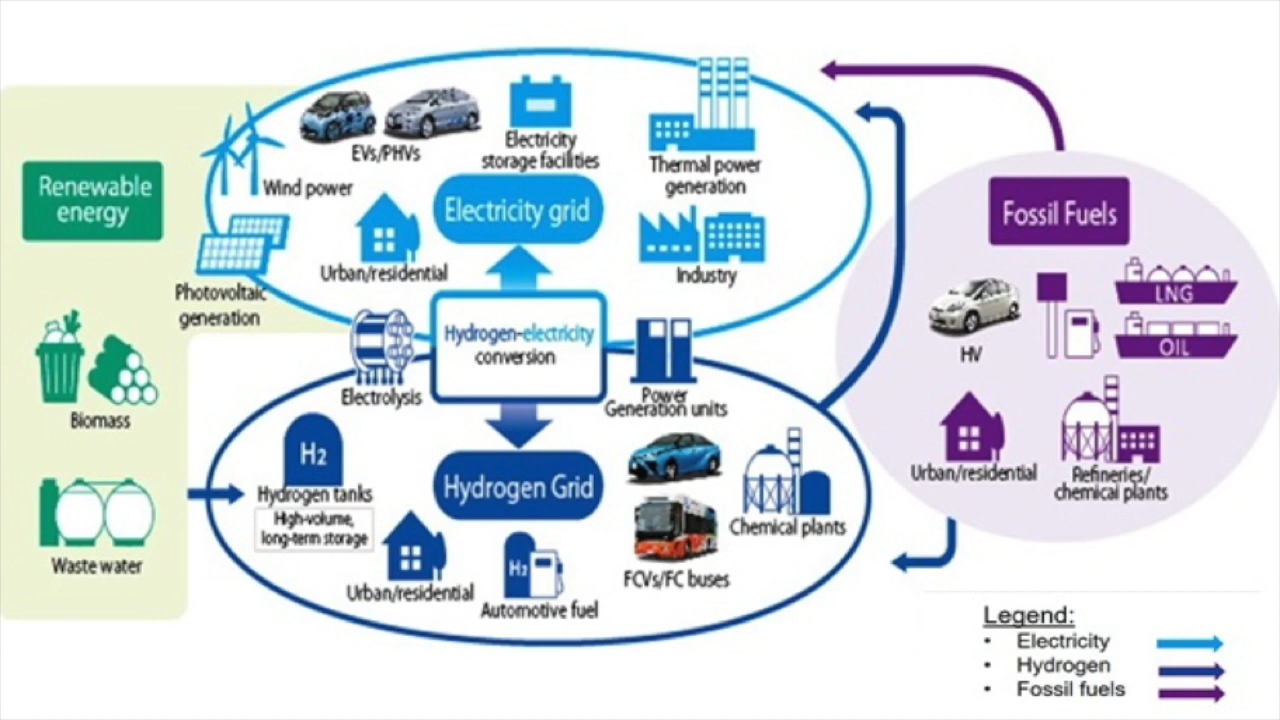 Renewable
energy
Wind power
Photovoltaic
generation
Biomass
Waste water
EVs/PHVs
Electricity
storage facilities
Thermal power
generation
Electricity grid
Urban/residential
Industry
Hydrogen-electricity
conversion
Electrolysis
Power
Generation units
H2
Hydrogen tanks
High-volume,
long-term storage
Hydrogen Grid
Urban/residential
H2
Automotive fuel
FCVs/FC buses
Chemical plants
Fossil Fuels
HV
LNG
OIL
Urban/residential
Refineries/
chemical plants
Legend:
• Electricity
• Hydrogen
• Fossil fuels